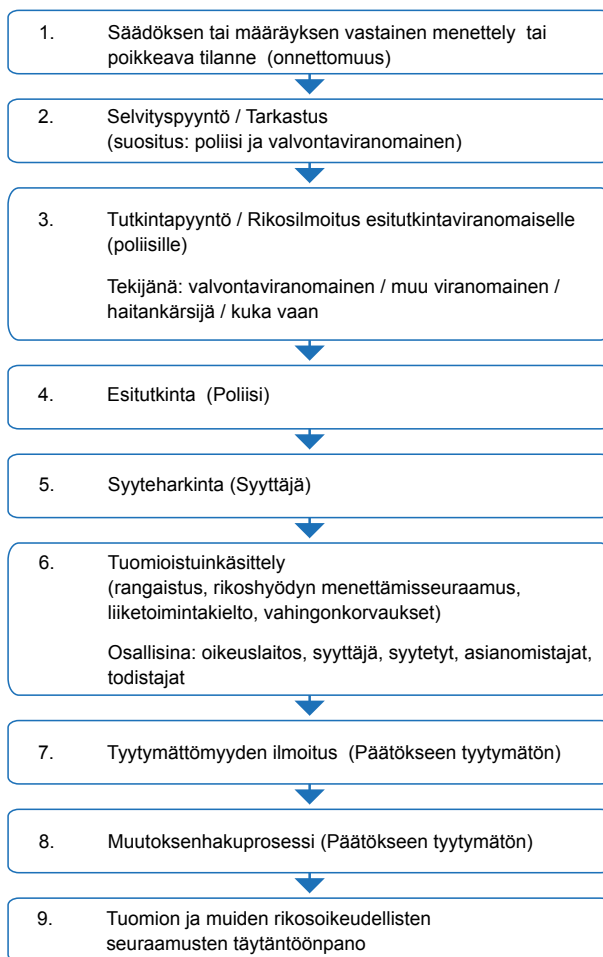 1. Säädöksen tai määräyksen vastainen menettely tai
poikkeava tilanne (onnettomuus)
2. Selvityspyyntö / Tarkastus
(suositus: poliisi ja valvontaviranomainen)
3. Tutkintapyyntö / Rikosilmoitus esitutkintaviranomaiselle
(poliisille)
Tekijänä: valvontaviranomainen / muu viranomainen /
haitankärsijä / kuka vaan
4. Esitutkinta (Poliisi)
5. Syyteharkinta (Syyttäjä)
6. Tuomioistuinkäsittely
(rangaistus, rikoshyödyn menettämisseuraamus,
liiketoimintakielto, vahingonkorvaukset)
Osallisina: oikeuslaitos, syyttäjä, syytetyt, asianomistajat,
todistajat
7. Tyytymättömyyden ilmoitus (Päätökseen tyytymätön)
8. Muutoksenhakuprosessi (Päätökseen tyytymätön)
9. Tuomion ja muiden rikosoikeudellisten
seuraamusten täytäntöönpano